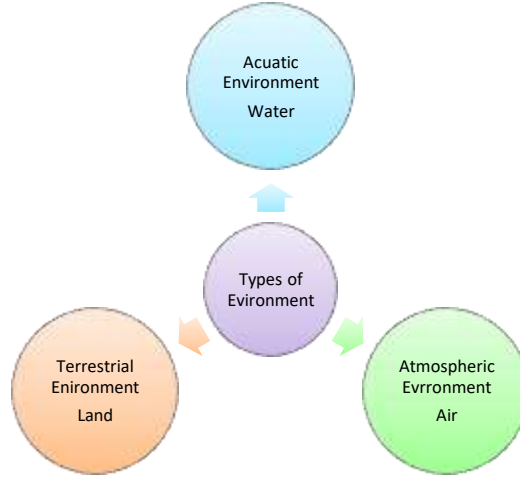 Acuatic
Environment
Water
Types of
Evironment
Terrestrial
Enironment
Land
Atmospheric
Evrronment
Air